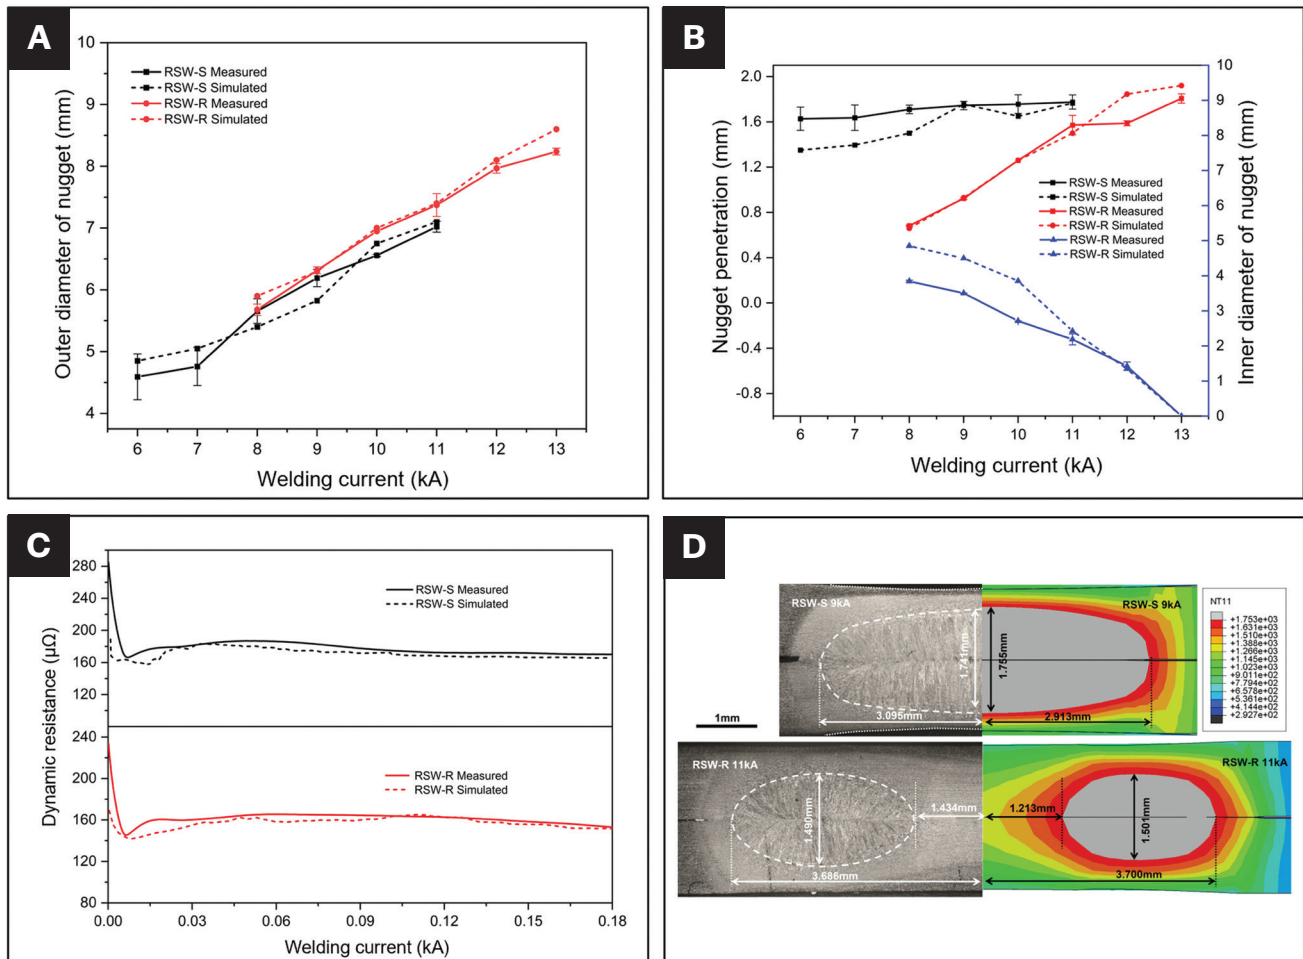 A
Outer diameter of nugget (mm)
10
9
8
7
6
5
4
RSW-S Measured
RSW-S Simulated
RSW-R Measured
RSW-R Simulated
6 7 8 9 10 11 12 13
Welding current (kA)
B
Nugget penetration (mm)
2.0
1.6
1.2
0.8
0.4
0.0
-0.4
-0.8
RSW-S Measured
RSW-S Simulated
RSW-R Measured
RSW-R Simulated
RSW-R Measured
RSW-R Simulated
10
9
8
7
6
5
4
3
2
1
0
Inner diameter of nugget (mm)
6 7 8 9 10 11 12 13
Welding current (kA)
C
Dynamic resistance (μΩ)
280
240
200
160
120
RSW-S Measured
RSW-S Simulated
240
200
160
120
80
RSW-R Measured
RSW-R Simulated
0.00 0.03 0.06 0.09 0.12 0.15 0.18
Welding current (kA)
D
RSW-S 9kA
RSW-S 9kA
1.741mm
1.755mm
3.095mm
2.913mm
1mm
NT11
+1.753e+03
+1.631e+03
+1.510e+03
+1.388e+03
+1.266e+03
+1.145e+03
+1.023e+03
+9.011e+02
+7.794e+02
+6.578e+02
+5.361e+02
+4.144e+02
+2.927e+02
RSW-R 11kA
RSW-R 11kA
1.490mm
1.434mm
1.213mm
1.501mm
3.686mm
3.700mm